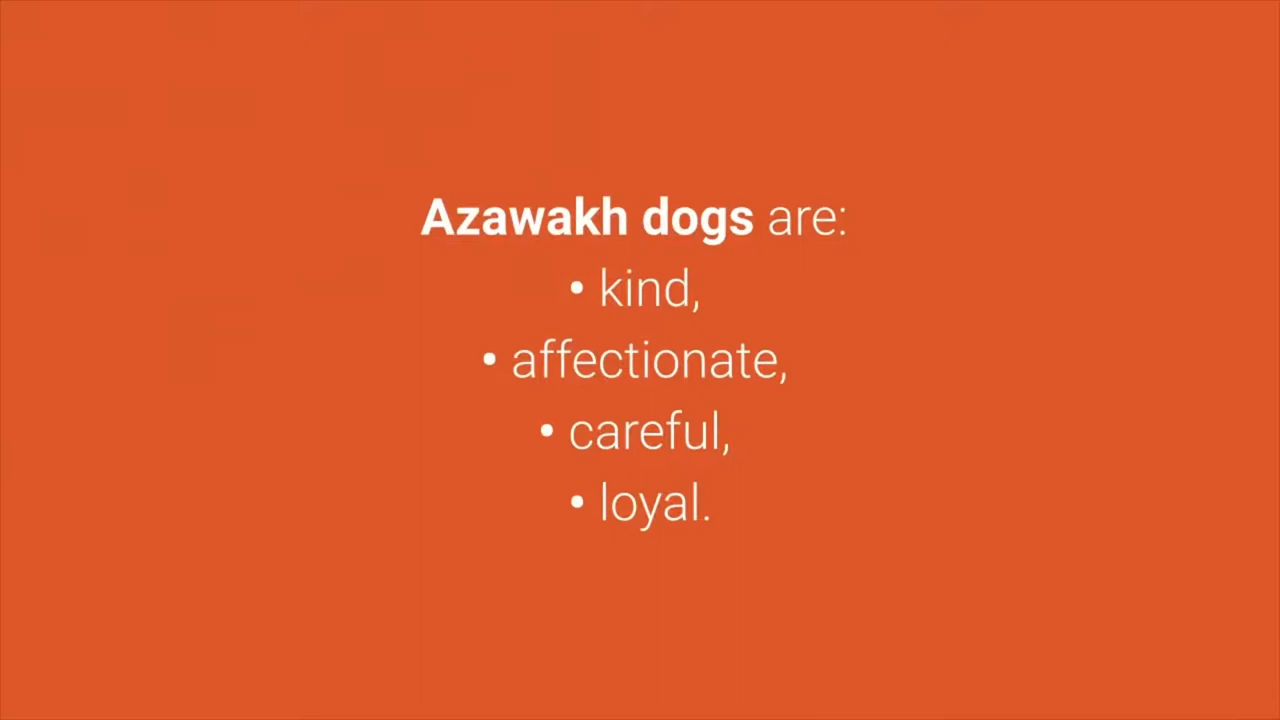 Azawakh dogs are:
• kind,
• affectionate,
• careful,
• loyal.